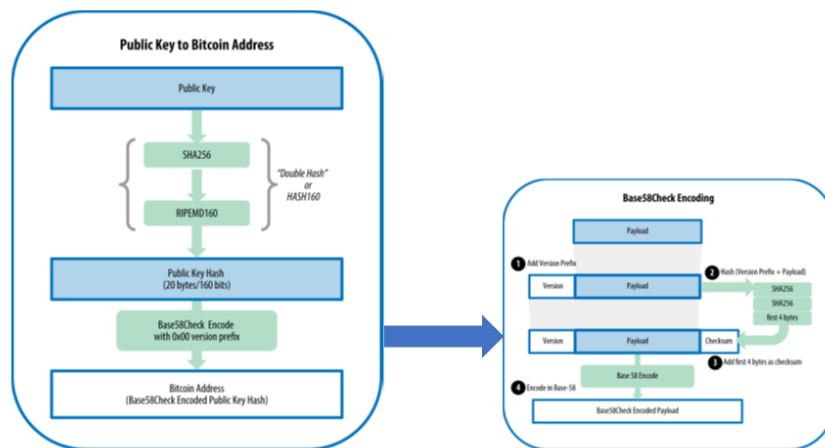 Public Key to Bitcoin Address
Public Key
SHA256
"Double Hash"
or
HASH160
RIPEMD160
Public Key Hash
(20 bytes/160 bits)
Base58Check Encode
with 0x00 version prefix
Bitcoin Address
(Base58Check Encoded Public Key Hash)
Base58Check Encoding
Payload
1 Add Version Prefix
2 Hash (Version Prefix + Payload)
Version
Payload
SHA256
SHA256
first 4 bytes
Version
Payload
Checksum
3 Add first 4 bytes as checksum
Base 58 Encode
4 Encode in Base-58
Base58Check Encoded Payload